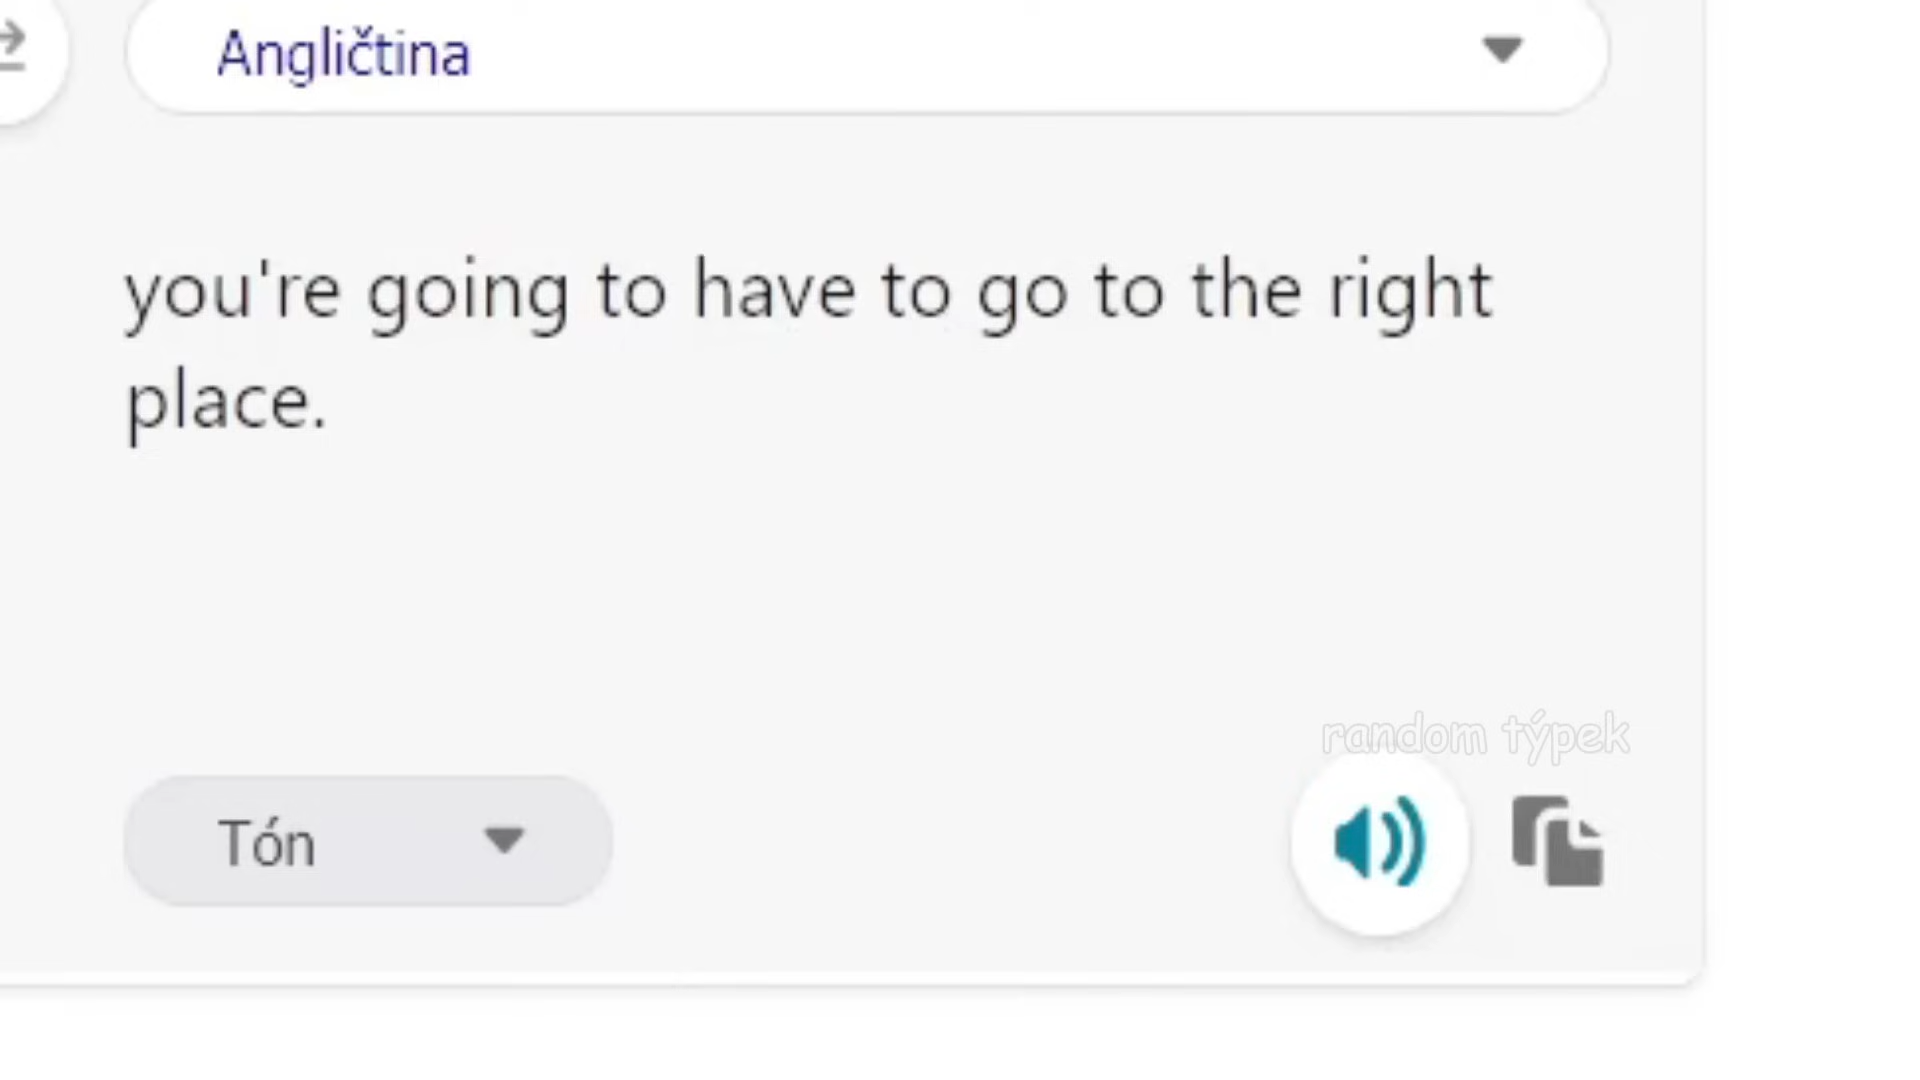 Angličtina
you're going to have to go to the right
place.
random týpek
Tón